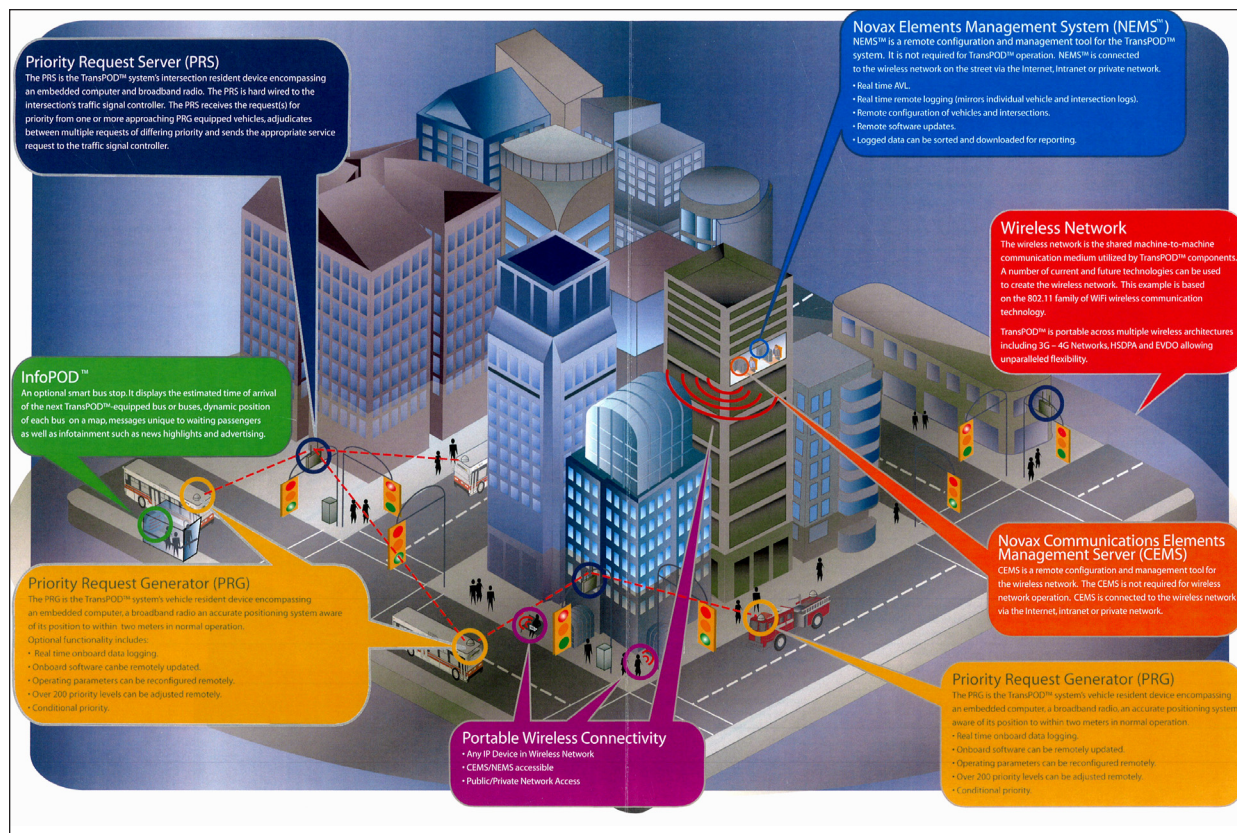 Priority Request Server (PRS)
The PRS is the TransPOD™ system's intersection resident device encompassing
an embedded computer and broadband radio. The PRS is hard wired to the
intersection's traffic signal controller. The PRS receives the request(s) for
priority from one or more approaching PRG equipped vehicles, adjudicates
between multiple requests of differing priority and sends the appropriate service
request to the traffic signal controller.
Novax Elements Management System (NEMS™)
NEMS™ is a remote configuration and management tool for the TransPOD™
system. It is not required for TransPOD™ operation. NEMS™ is connected
to the wireless network on the street via the Internet, Intranet or private network.
• Real time AVL.
• Real time remote logging (mirrors individual vehicle and intersection logs).
• Remote configuration of vehicles and intersections.
• Remote software updates.
• Logged data can be sorted and downloaded for reporting.
Wireless Network
The wireless network is the shared machine-to-machine
communication medium utilized by TransPOD™ components.
A number of current and future technologies can be used
to create the wireless network. This example is based
on the 802.11 family of WiFi wireless communication
technology.
TransPOD™ is portable across multiple wireless architectures
including 3G – 4G Networks, HSDPA and EVDO allowing
unparalleled flexibility.
InfoPOD™
An optional smart bus stop. It displays the estimated time of arrival
of the next TransPOD™-equipped bus or buses, dynamic position
of each bus on a map, messages unique to waiting passengers
as well as infotainment such as news highlights and advertising.
Novax Communications Elements
Management Server (CEMS)
CEMS is a remote configuration and management tool for
the wireless network. The CEMS is not required for wireless
network operation. CEMS is connected to the wireless network
via the Internet, intranet or private network.
Priority Request Generator (PRG)
The PRG is the TransPOD™ system's vehicle resident device encompassing
an embedded computer, a broadband radio an accurate positioning system aware
of its position to within two meters in normal operation.
Optional functionality includes:
• Real time onboard data logging.
• Onboard software canbe remotely updated.
• Operating parameters can be reconfigured remotely.
• Over 200 priority levels can be adjusted remotely.
• Conditional priority.
Priority Request Generator (PRG)
The PRG is the TransPOD™ system's vehicle resident device encompassing
an embedded computer, a broadband radio, an accurate positioning system
aware of its position to within two meters in normal operation.
• Real time onboard data logging.
• Onboard software can be remotely updated.
• Operating parameters can be reconfigured remotely.
• Over 200 priority levels can be adjusted remotely.
• Conditional priority.
Portable Wireless Connectivity
• Any IP Device in Wireless Network
• CEMS/NEMS accessible
• Public/Private Network Access